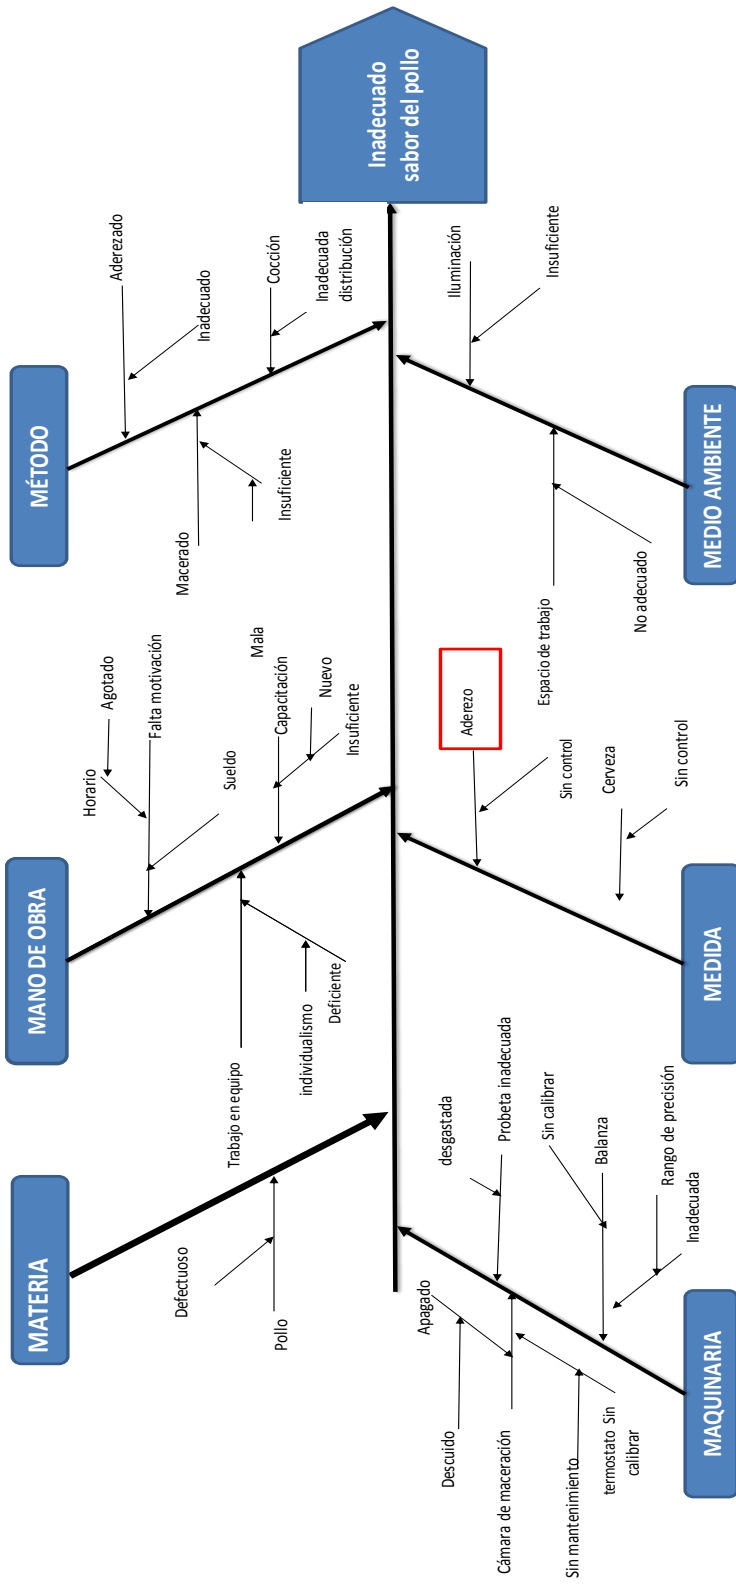 MATERIA
MANO DE OBRA
MÉTODO
Defectuoso
Pollo
Horario
Agotado
Falta motivación
Sueldo
Trabajo en equipo
individualismo
Deficiente
Mala
Capacitación
Nuevo
Insuficiente
Aderezado
Inadecuado
Macerado
Insuficiente
Cocción
Inadecuada
distribución
Inadecuado
sabor del pollo
Descuido
Apagado
Cámara de maceración
Sin mantenimiento
termostato Sin
calibrar
desgastada
Probeta inadecuada
Sin calibrar
Balanza
Rango de precisión
Inadecuada
Aderezo
Sin control
Cerveza
Sin control
Espacio de trabajo
No adecuado
Iluminación
Insuficiente
MAQUINARIA
MEDIDA
MEDIO AMBIENTE